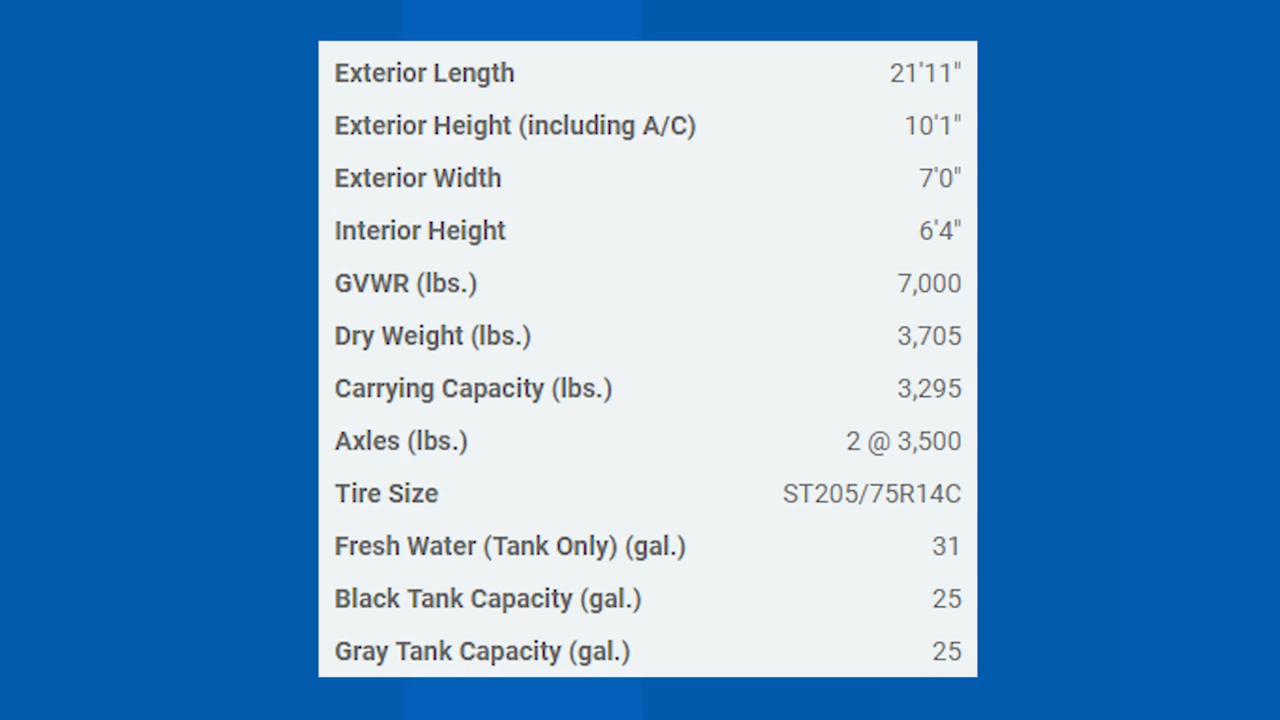 Exterior Length 21'11"
Exterior Height (including A/C) 10'1"
Exterior Width 7'0"
Interior Height 6'4"
GVWR (lbs.) 7,000
Dry Weight (lbs.) 3,705
Carrying Capacity (lbs.) 3,295
Axles (lbs.) 2 @ 3,500
Tire Size ST205/75R14C
Fresh Water (Tank Only) (gal.) 31
Black Tank Capacity (gal.) 25
Gray Tank Capacity (gal.) 25